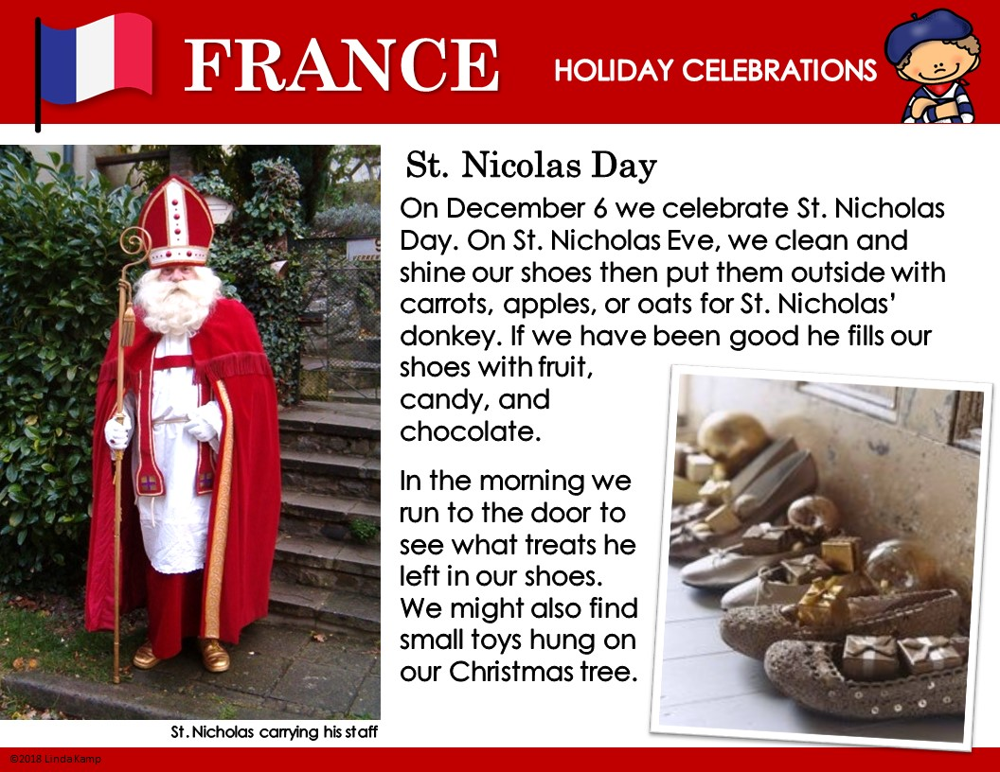 FRANCE
HOLIDAY CELEBRATIONS
St. Nicolas Day
On December 6 we celebrate St. Nicholas
Day. On St. Nicholas Eve, we clean and
shine our shoes then put them outside with
carrots, apples, or oats for St. Nicholas’
donkey. If we have been good he fills our
shoes with fruit,
candy, and
chocolate.
In the morning we
run to the door to
see what treats he
left in our shoes.
We might also find
small toys hung on
our Christmas tree.
St. Nicholas carrying his staff
©2018 Linda Kamp